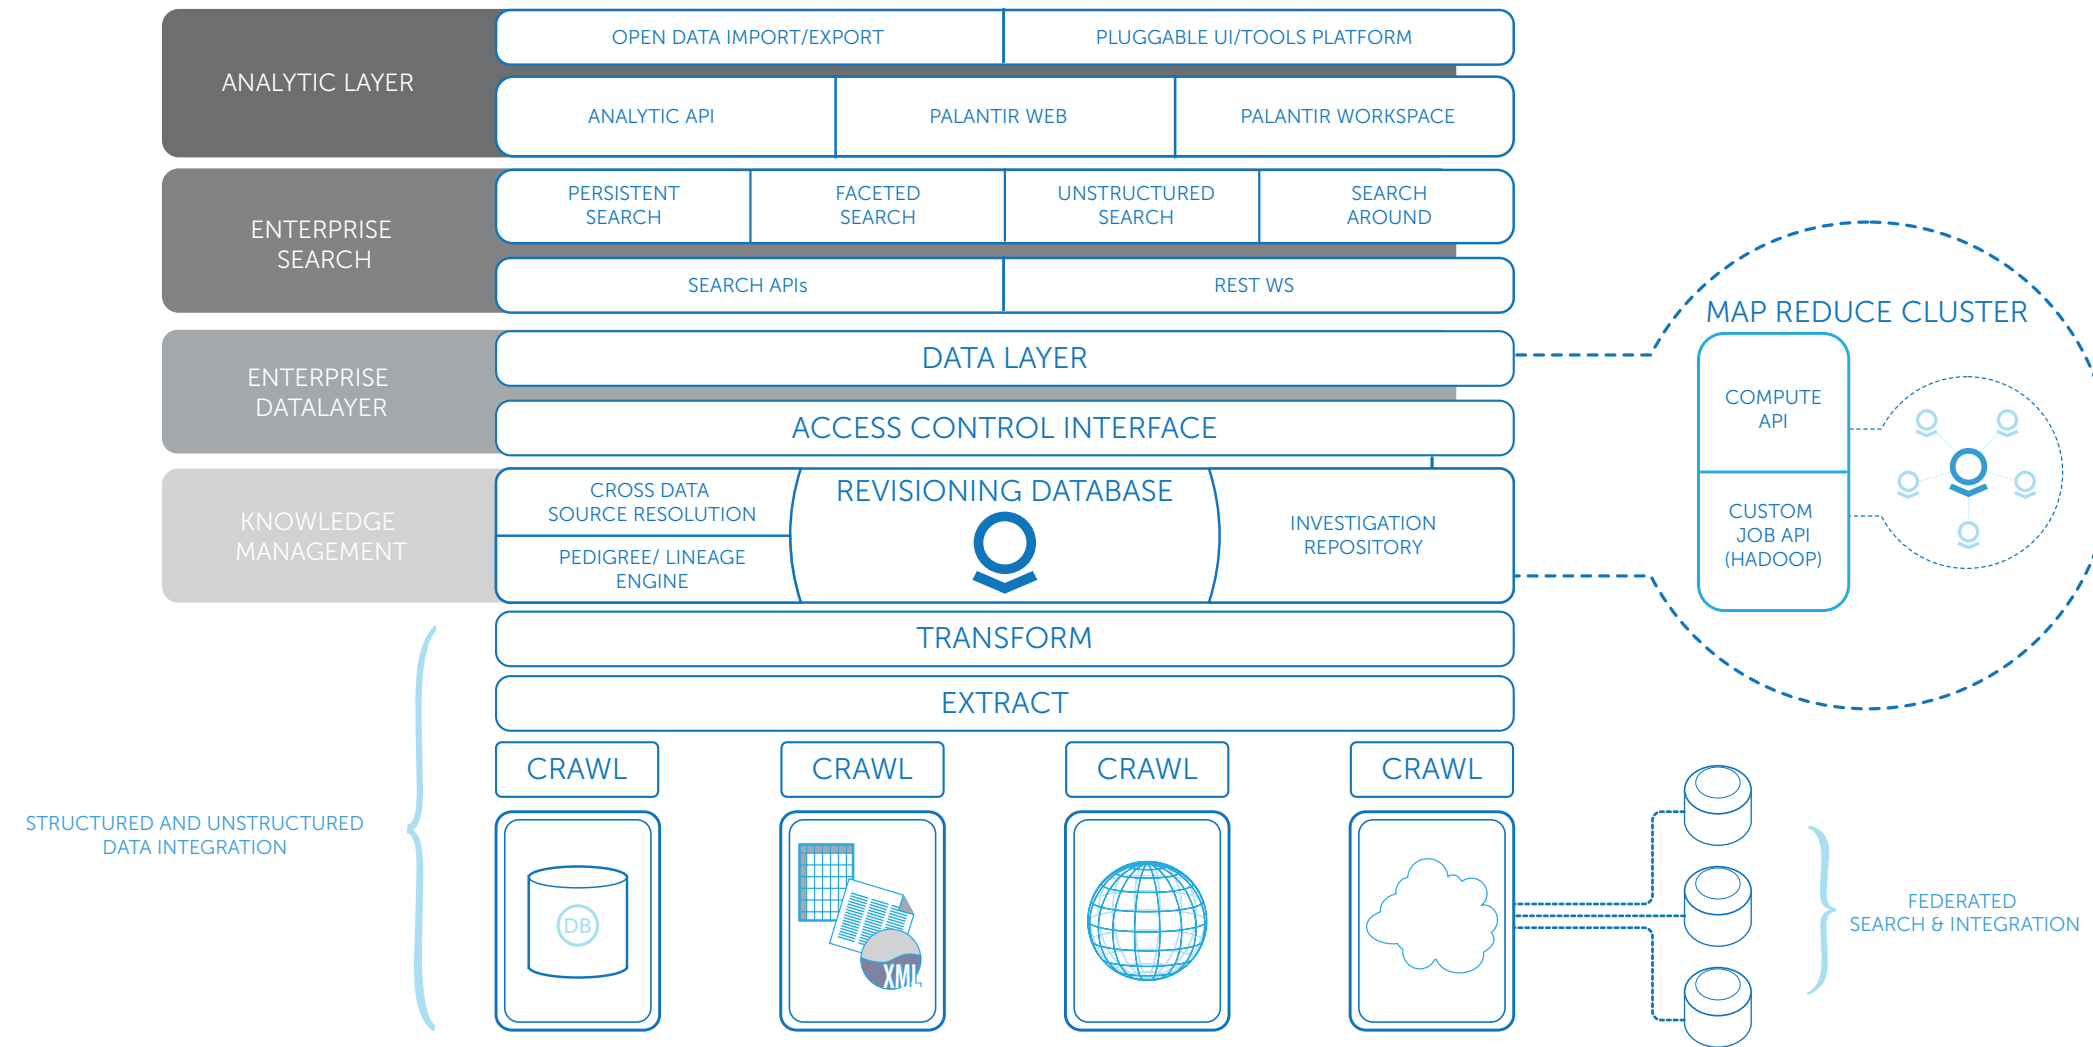 ANALYTIC LAYER
OPEN DATA IMPORT/EXPORT
PLUGGABLE UI/TOOLS PLATFORM
ANALYTIC API
PALANTIR WEB
PALANTIR WORKSPACE
ENTERPRISE
SEARCH
PERSISTENT
SEARCH
FACETED
SEARCH
UNSTRUCTURED
SEARCH
SEARCH
AROUND
SEARCH APIs
REST WS
ENTERPRISE
DATALAYER
DATA LAYER
ACCESS CONTROL INTERFACE
KNOWLEDGE
MANAGEMENT
CROSS DATA
SOURCE RESOLUTION
PEDIGREE/ LINEAGE
ENGINE
REVISIONING DATABASE
INVESTIGATION
REPOSITORY
MAP REDUCE CLUSTER
COMPUTE
API
CUSTOM
JOB API
(HADOOP)
TRANSFORM
EXTRACT
CRAWL
CRAWL
CRAWL
CRAWL
STRUCTURED AND UNSTRUCTURED
DATA INTEGRATION
DB
XML
FEDERATED
SEARCH & INTEGRATION